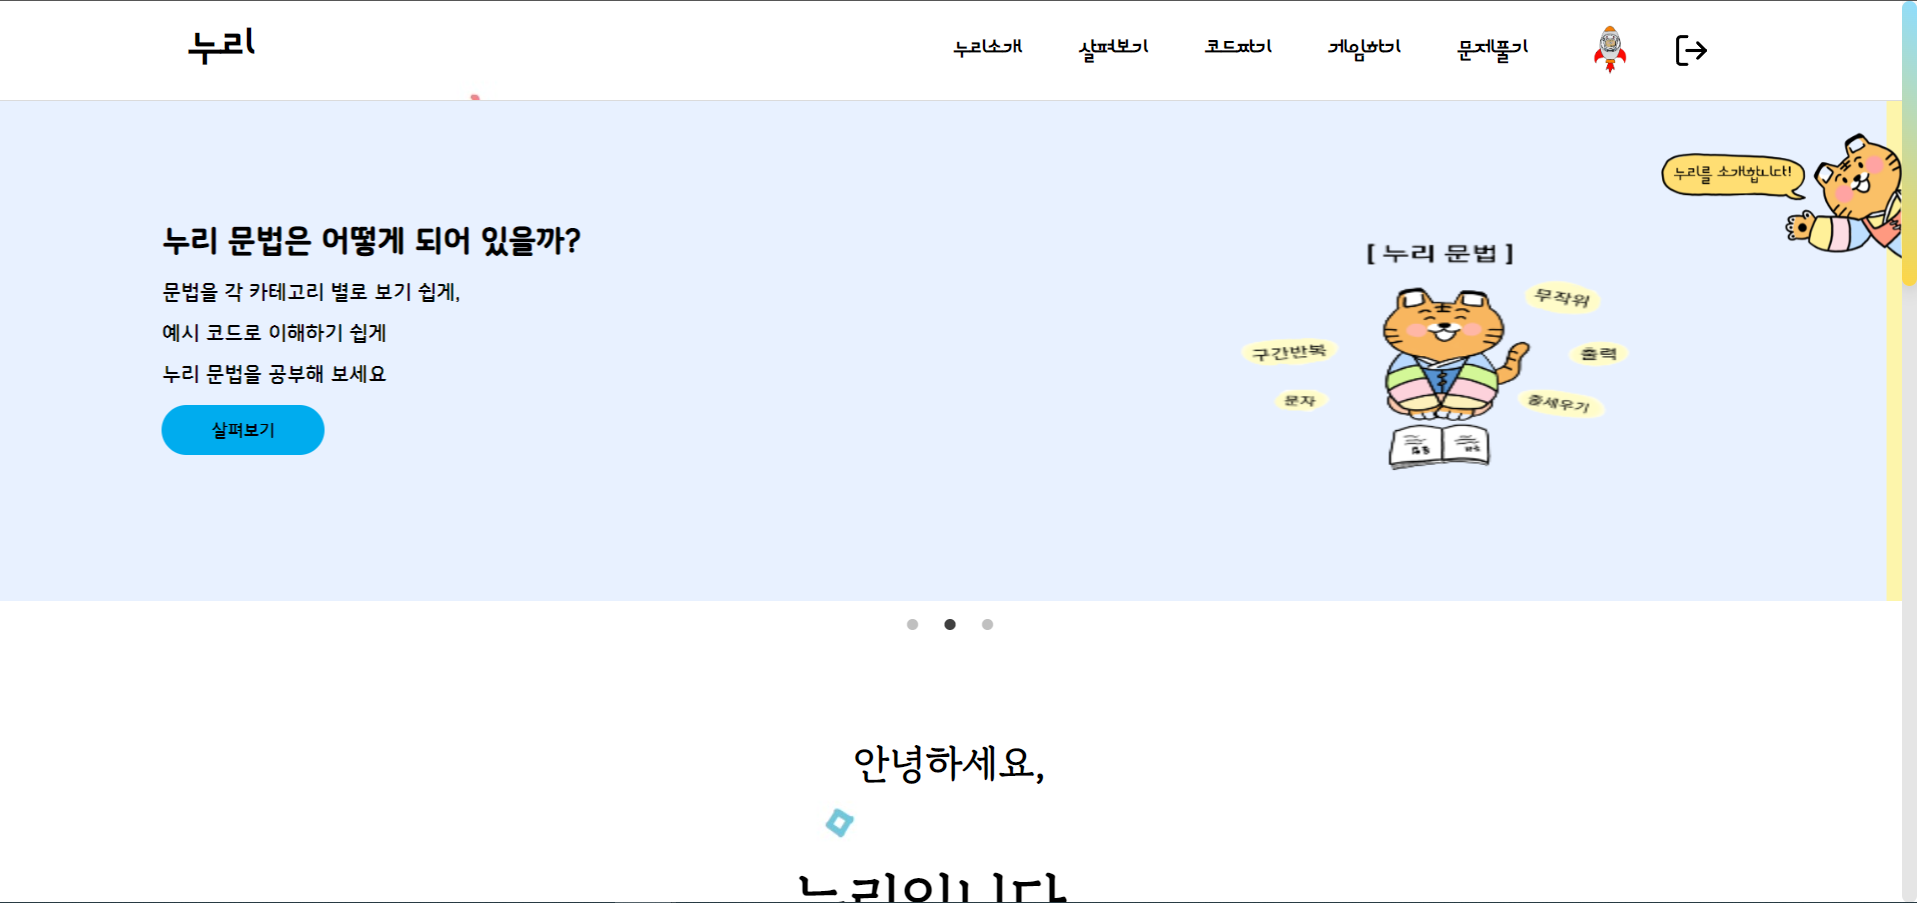 누리
누리소개
살펴보기
코드짜기
게임하기
문제풀기
누리를 소개합니다!
누리 문법은 어떻게 되어 있을까?
문법을 각 카테고리 별로 보기 쉽게,
예시 코드로 이해하기 쉽게
누리 문법을 공부해 보세요
살펴보기
[ 누리 문법 ]
무작위
구간반복
출력
문자
줄세우기
안녕하세요,
누리입니다